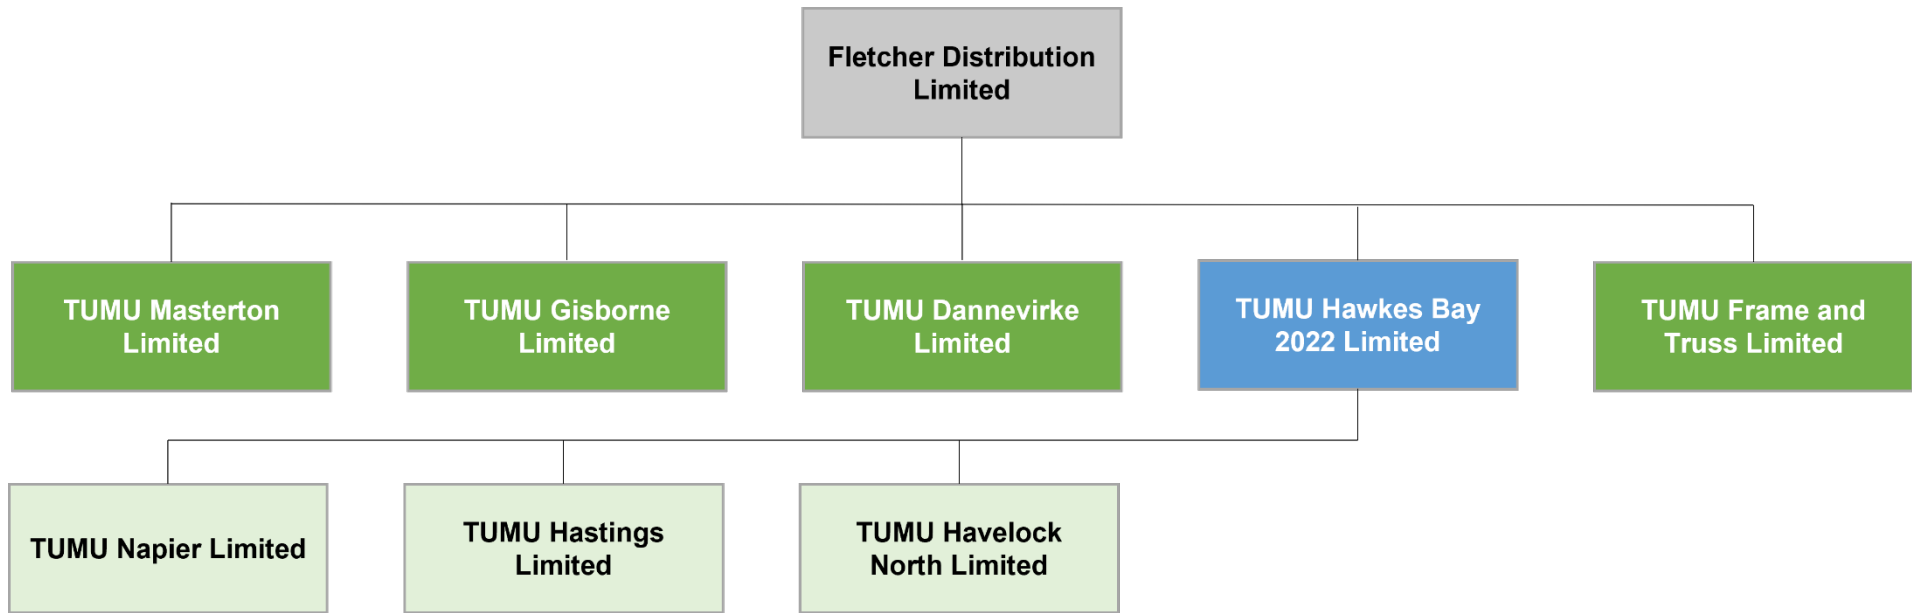 Fletcher Distribution
Limited
TUMU Masterton
Limited
TUMU Gisborne
Limited
TUMU Dannevirke
Limited
TUMU Hawkes Bay
2022 Limited
TUMU Frame and
Truss Limited
TUMU Napier Limited
TUMU Hastings
Limited
TUMU Havelock
North Limited